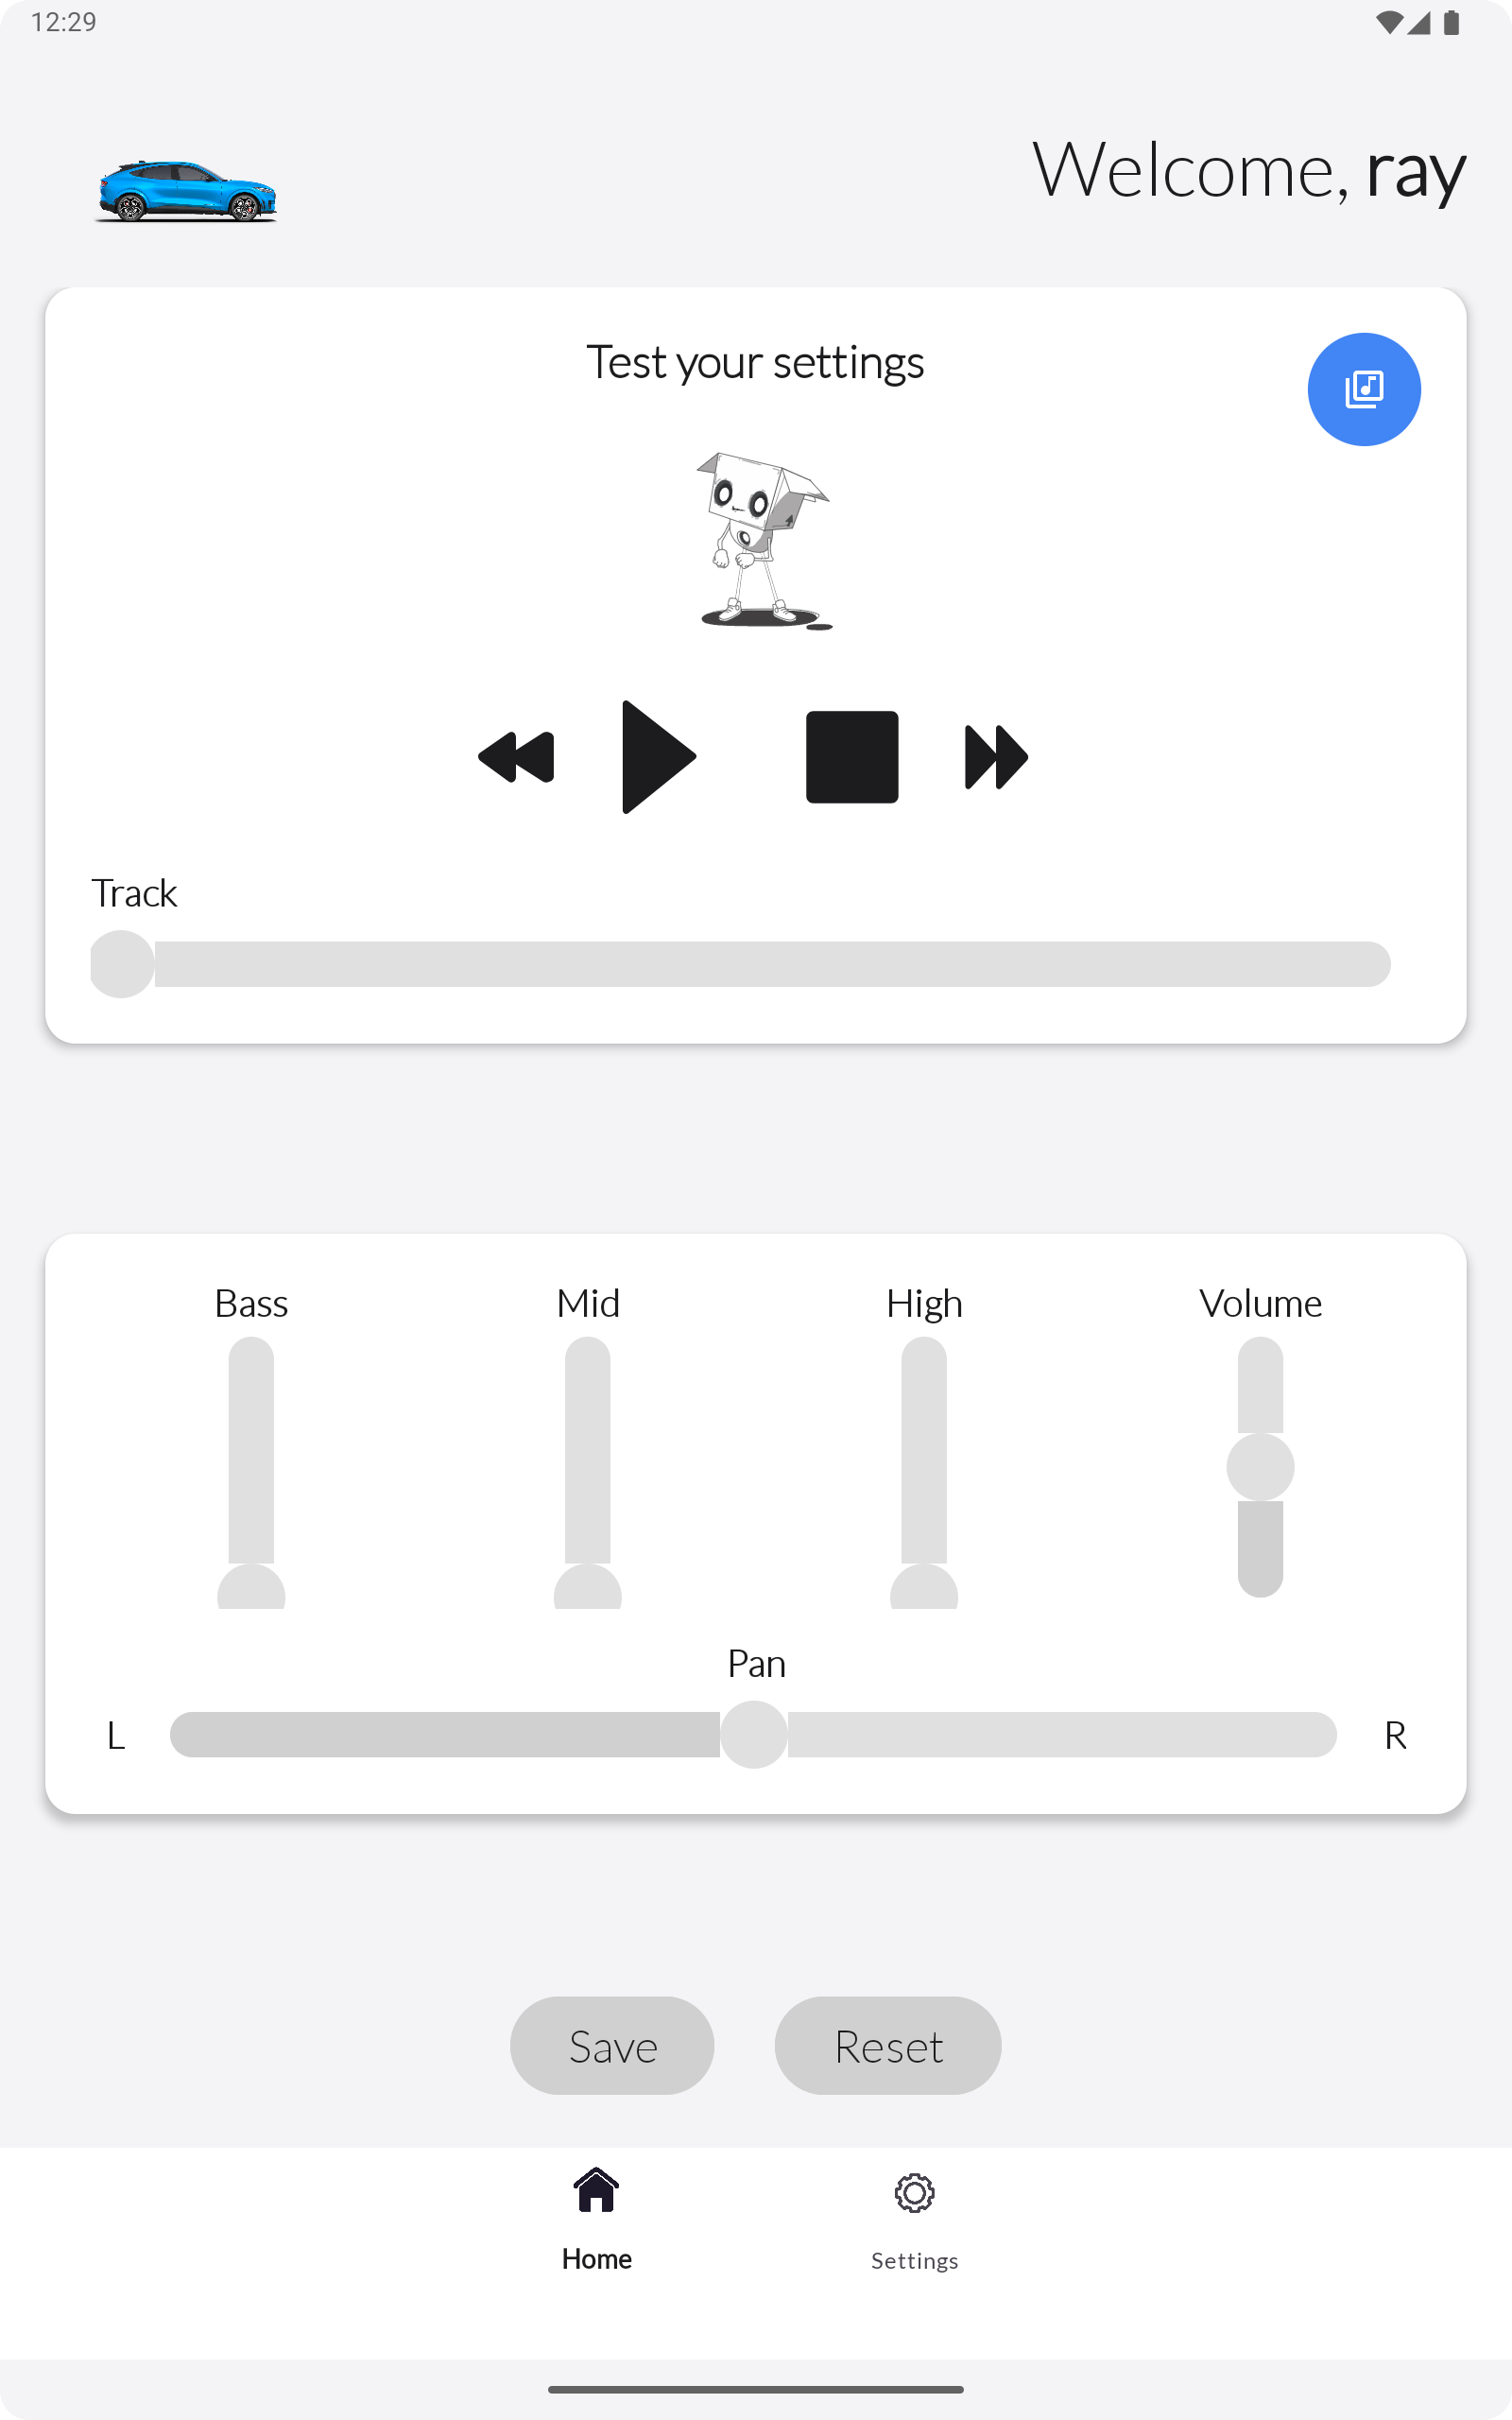 12:29
Welcome, ray
Test your settings
Track
Bass Mid High Volume
Pan
L R
Save Reset
Home Settings